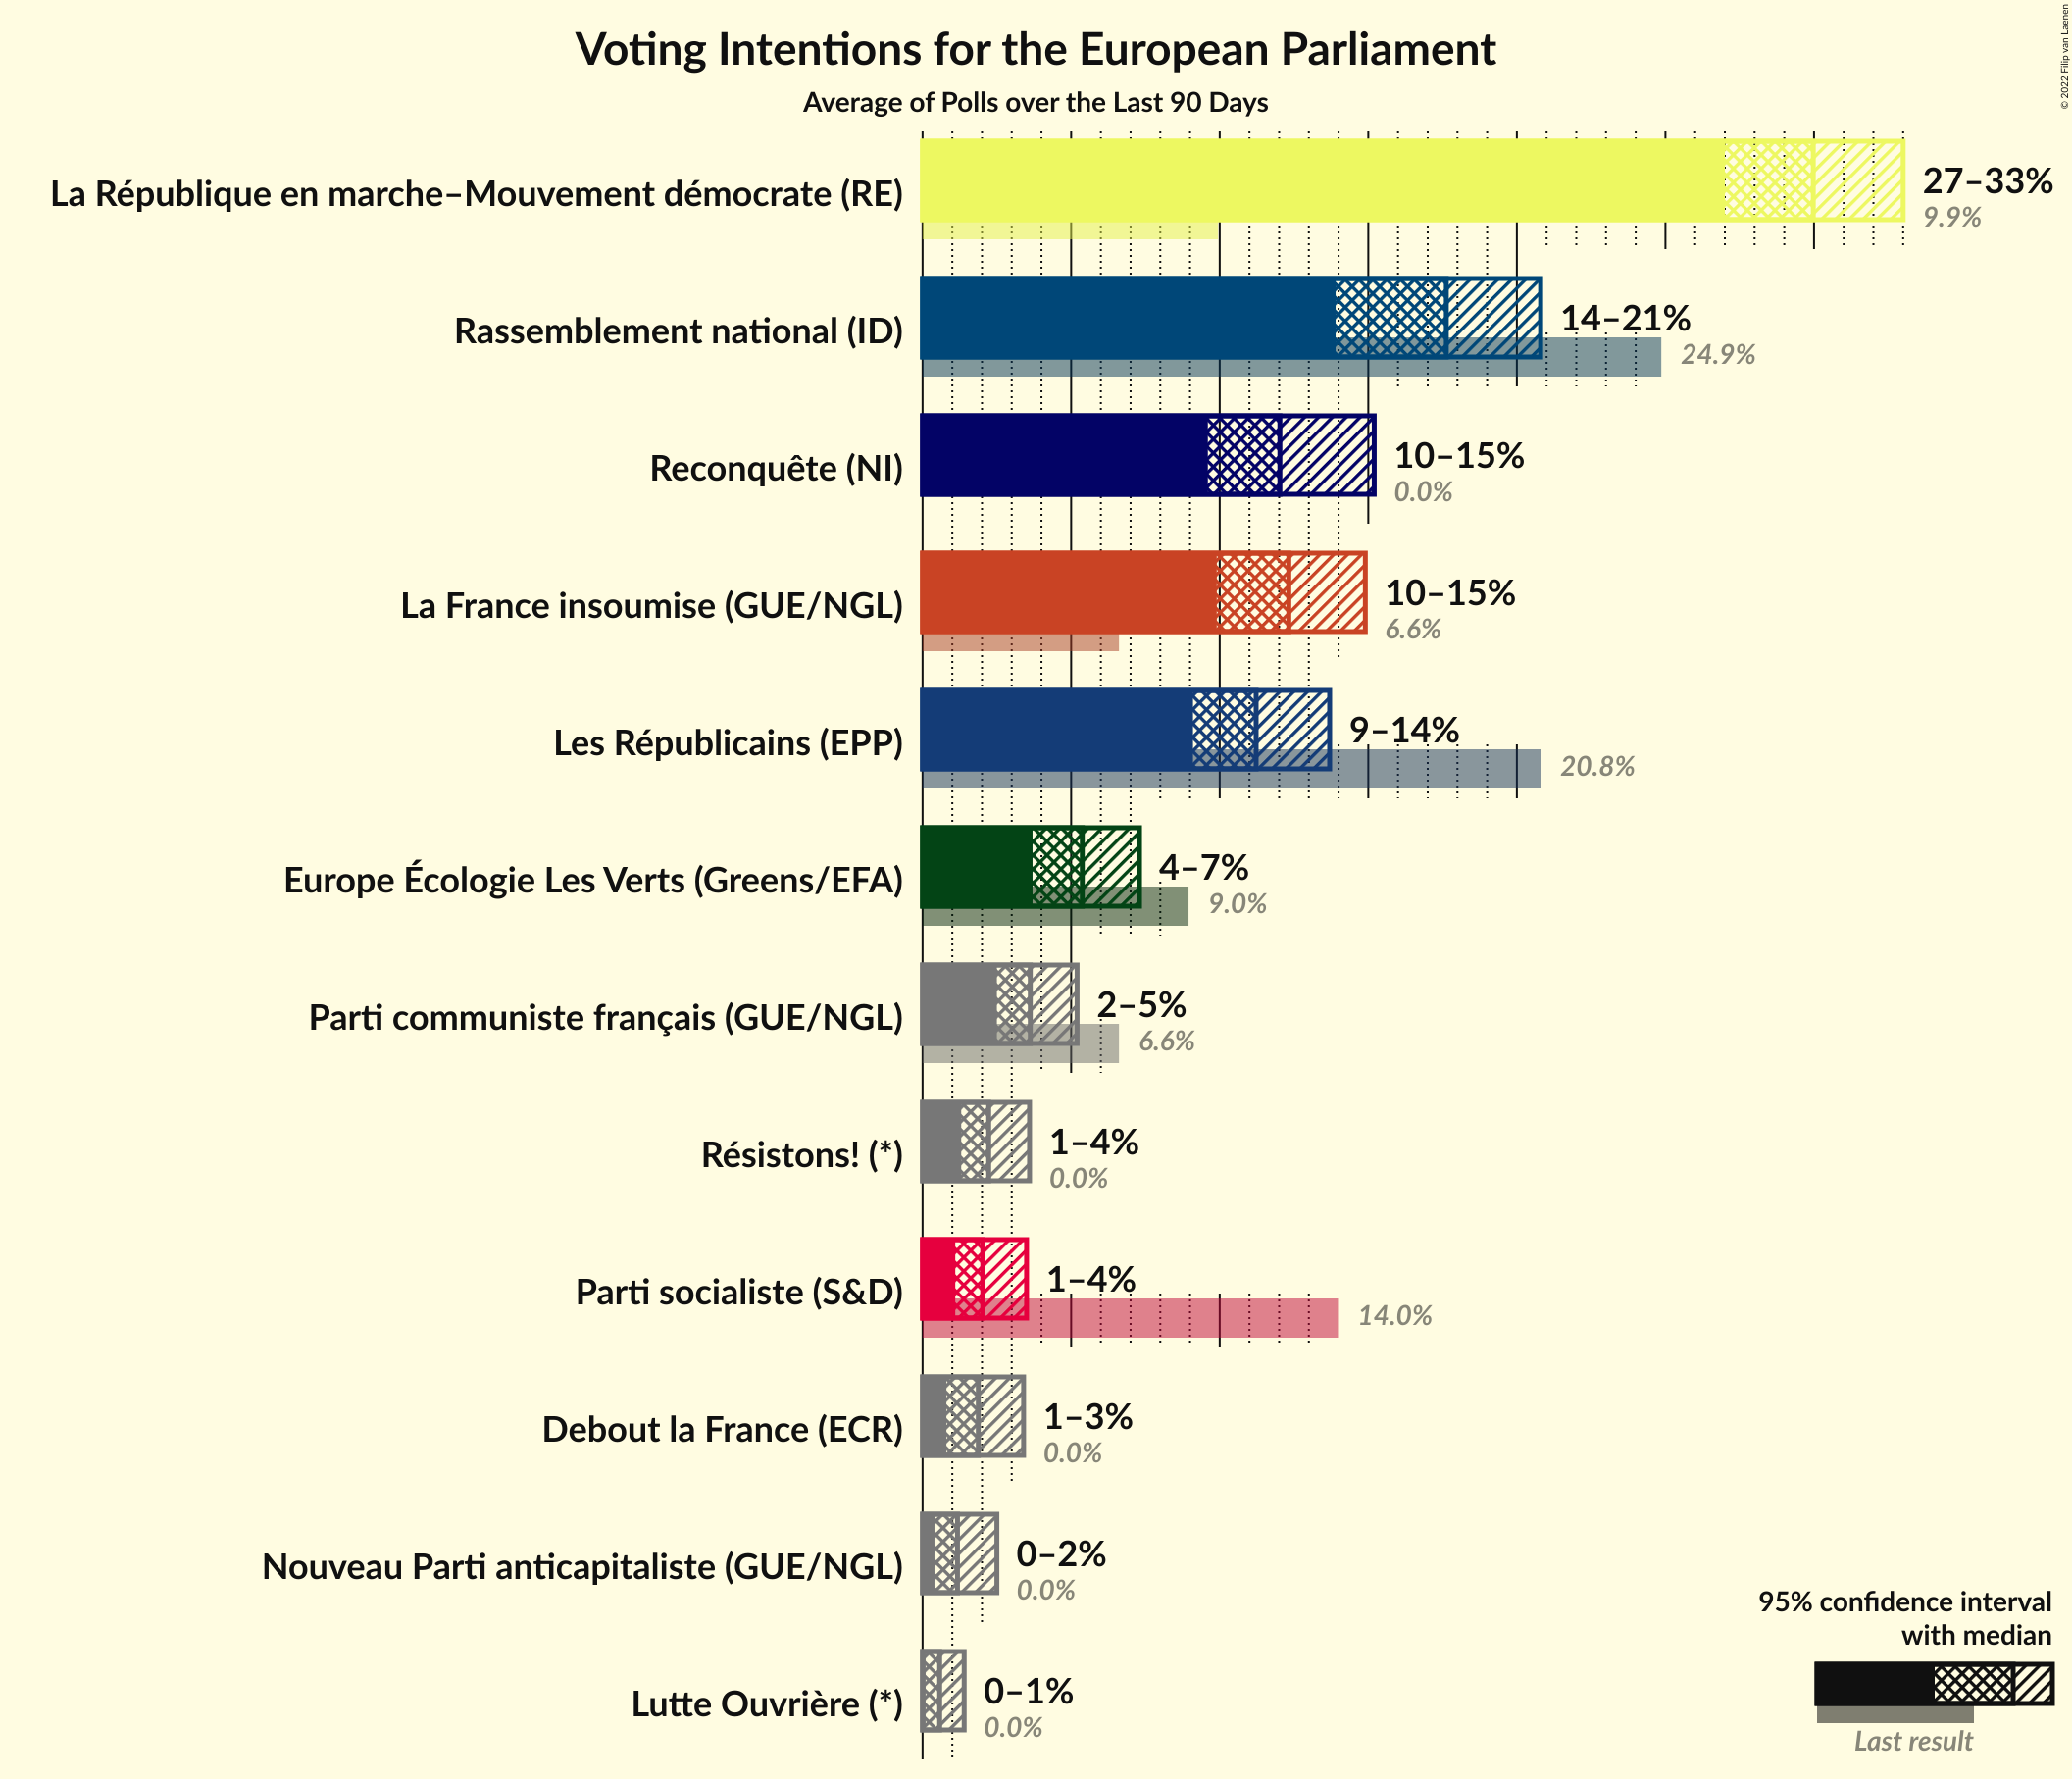 Voting Intentions for the European Parliament
Average of Polls over the Last 90 Days
© 2022 Filip van Laenen
La République en marche–Mouvement démocrate (RE)
27–33%
9.9%
Rassemblement national (ID)
14–21%
24.9%
Reconquête (NI)
10–15%
0.0%
La France insoumise (GUE/NGL)
10–15%
6.6%
Les Républicains (EPP)
9–14%
20.8%
Europe Écologie Les Verts (Greens/EFA)
4–7%
9.0%
Parti communiste français (GUE/NGL)
2–5%
6.6%
Résistons! (*)
1–4%
0.0%
Parti socialiste (S&D)
1–4%
14.0%
Debout la France (ECR)
1–3%
0.0%
Nouveau Parti anticapitaliste (GUE/NGL)
0–2%
0.0%
Lutte Ouvrière (*)
0–1%
0.0%
95% confidence interval
with median
Last result